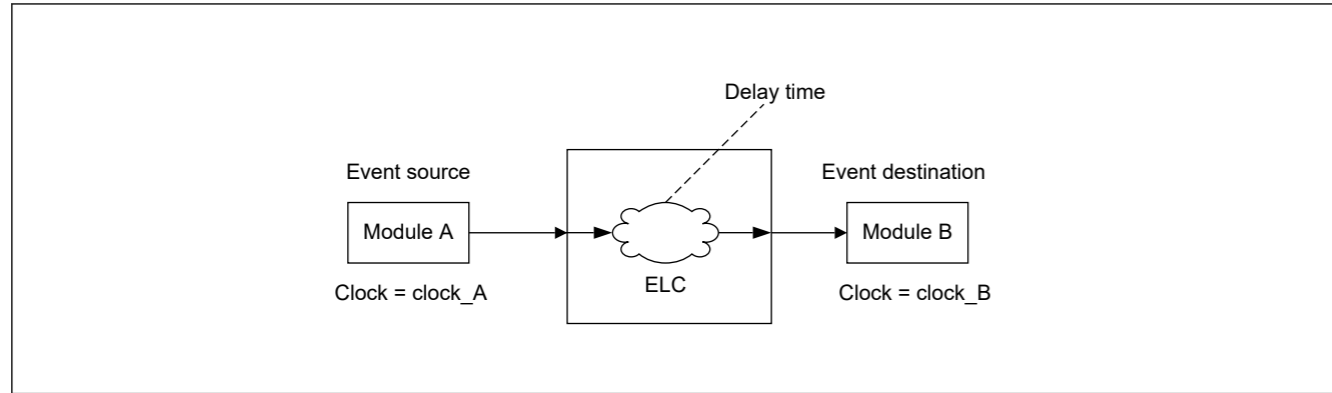 Delay time
Event source
Event destination
Module A
Module B
ELC
Clock = clock_A
Clock = clock_B